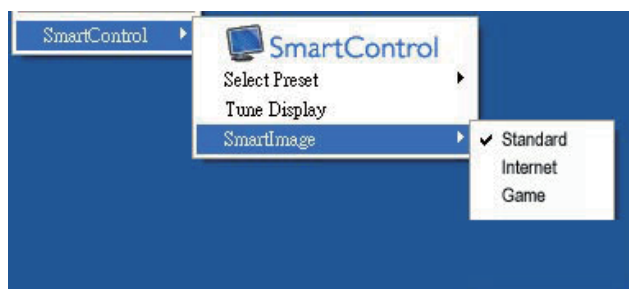 SmartControl
SmartControl
Select Preset
Tune Display
SmartImage
Standard
Internet
Game